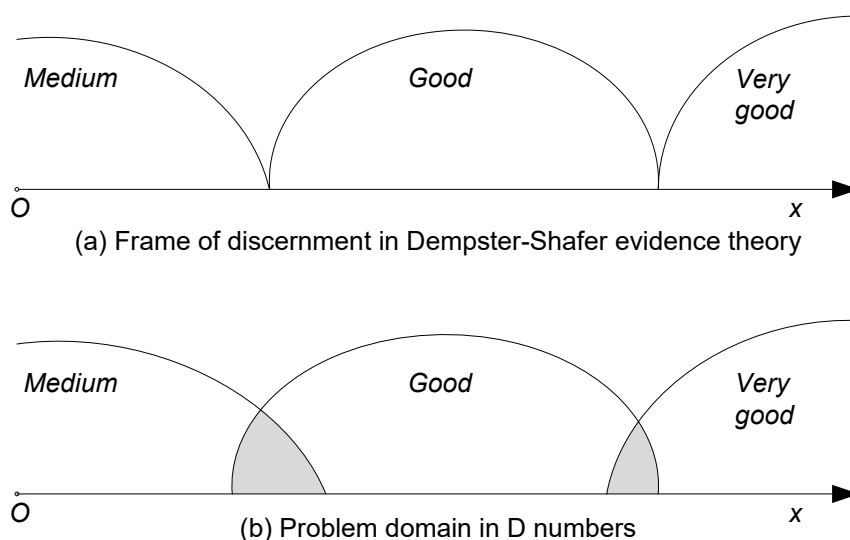 Medium
Good
Very
good
O
x
(a) Frame of discernment in Dempster-Shafer evidence theory
Medium
Good
Very
good
O
x
(b) Problem domain in D numbers